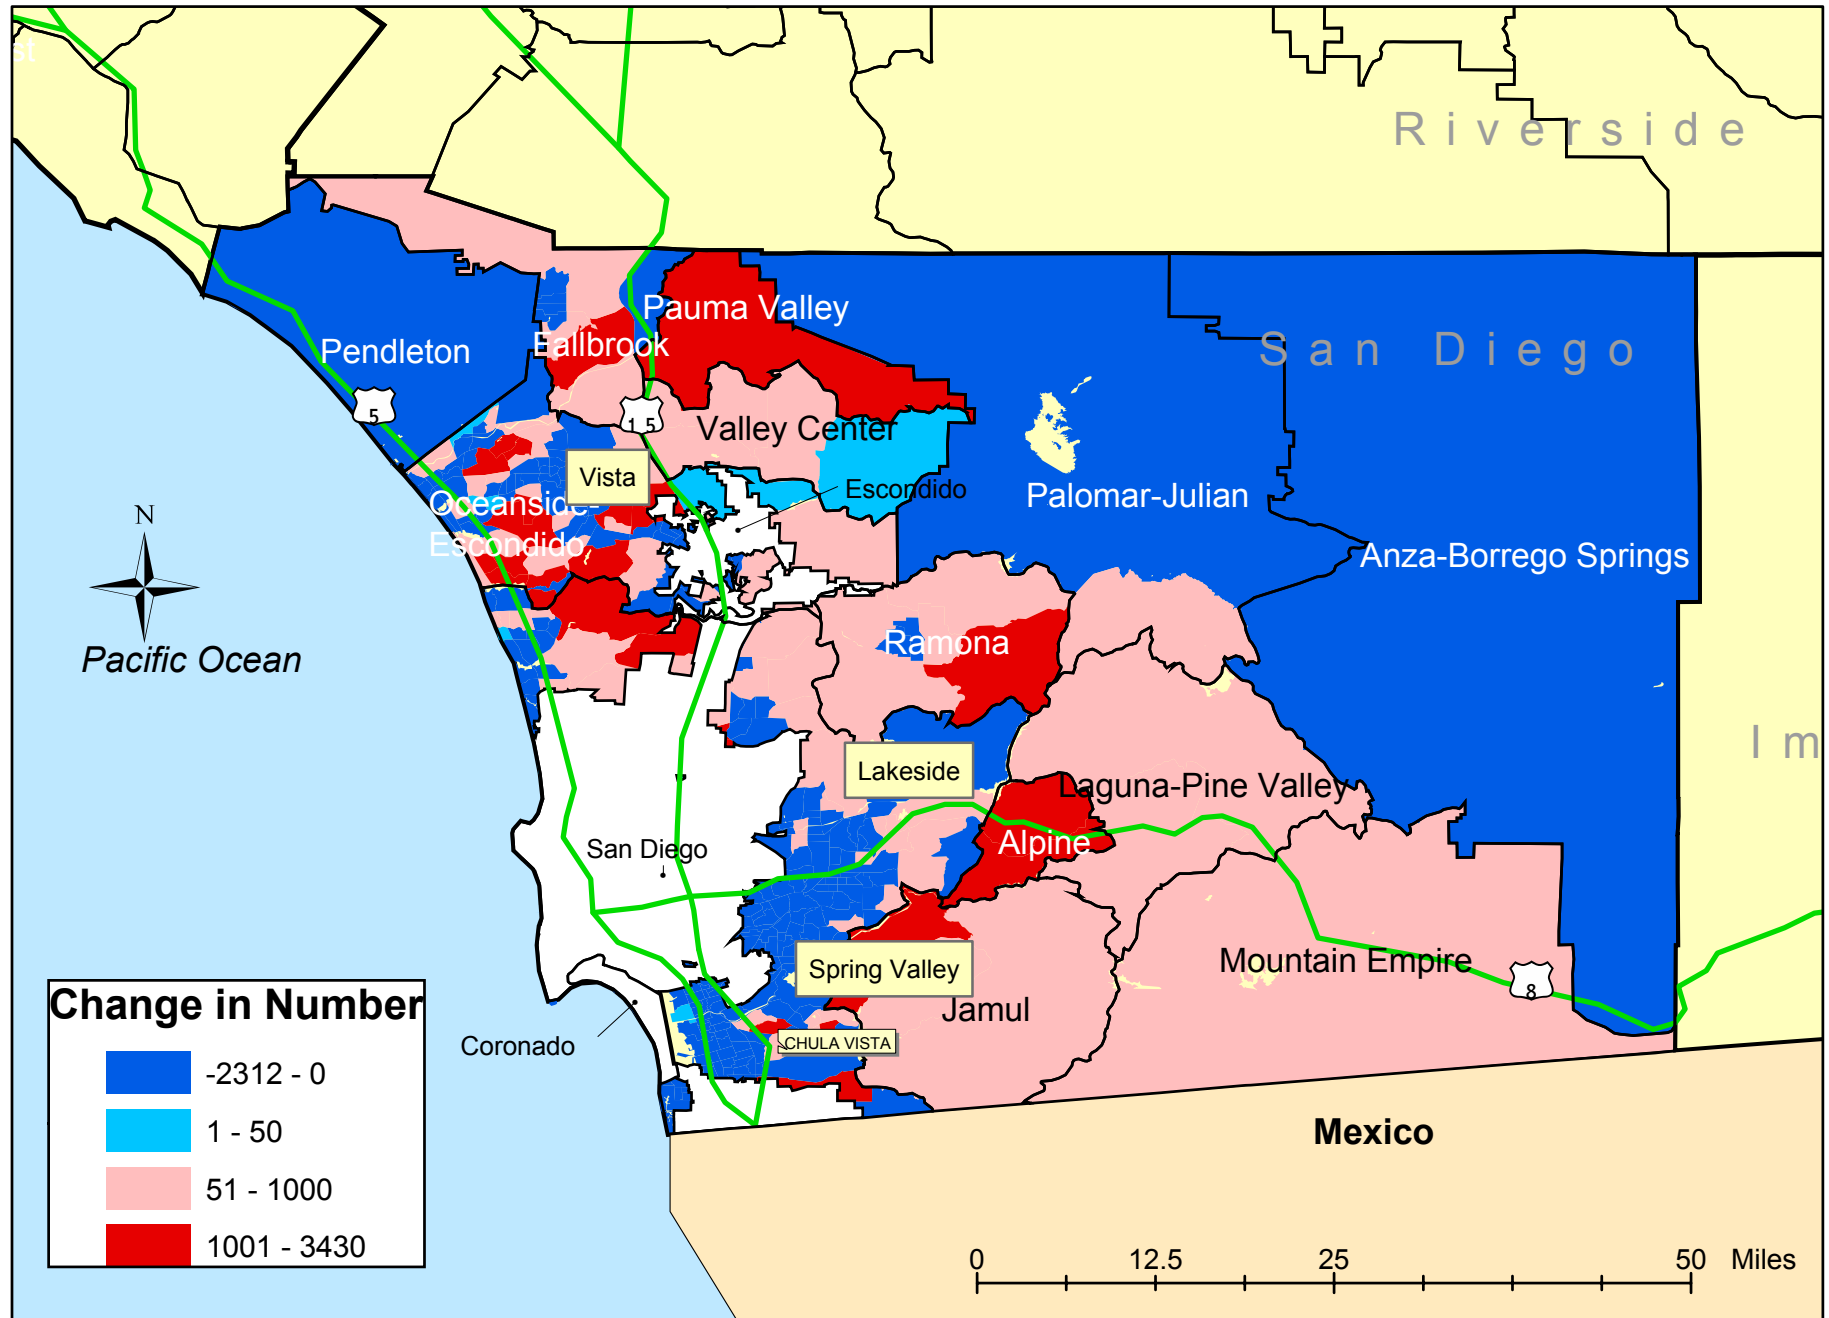 st
Riverside
Pauma Valley
San Diego
Fallbrook
Pendleton
5
15
Valley Center
Vista
Escondido
Palomar-Julian
Oceanside-
Escondido
N
Anza-Borrego Springs
Pacific Ocean
Ramona
Im
Lakeside
Laguna-Pine Valley
Alpine
San Diego
Mountain Empire
Spring Valley
8
Jamul
Change in Number
Coronado
CHULA VISTA
-2312 - 0
1 - 50
51 - 1000
1001 - 3430
Mexico
0 12.5 25 50 Miles